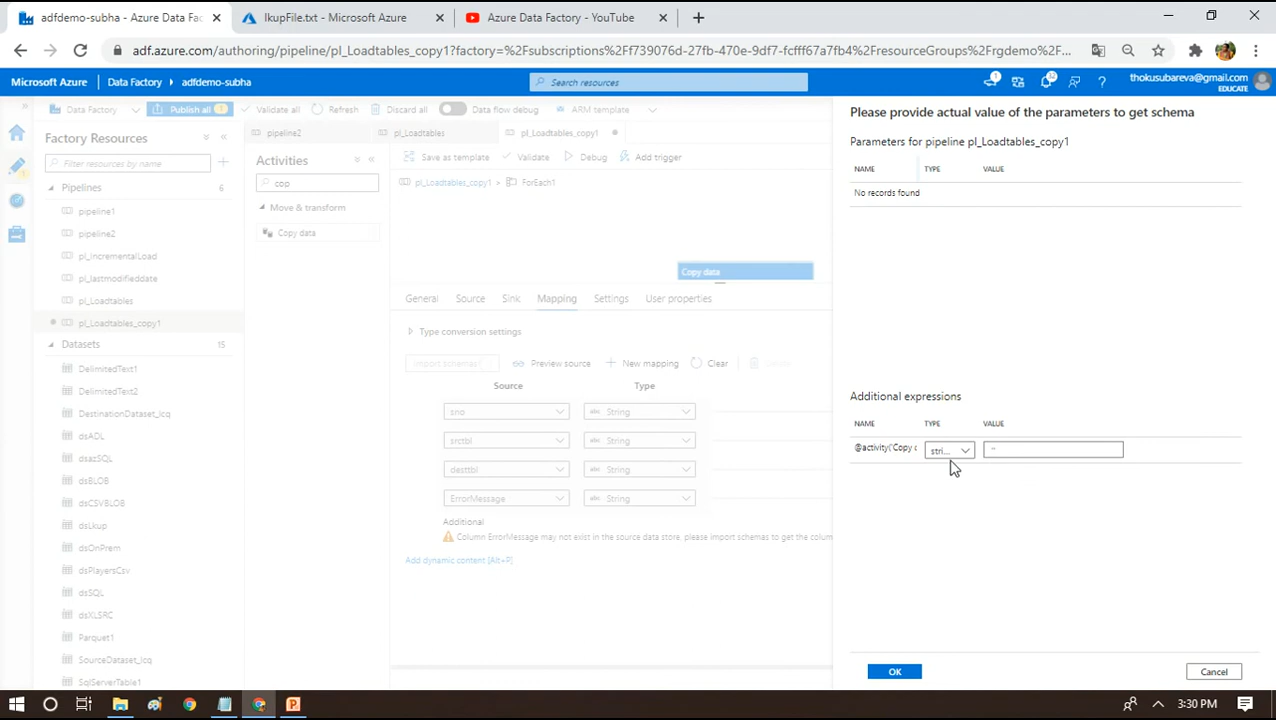 adfdemo-subha - Azure Data Fac
lkupFile.txt - Microsoft Azure
Azure Data Factory - YouTube
adf.azure.com/authoring/pipeline/pl_Loadtables_copy1?factory=%2Fsubscriptions%2Ff739076d-27fb-470e-9df7-fcfff67a7fb4%2FresourceGroups%2Frgdemo%2F...
Microsoft Azure
Data Factory
adfdemo-subha
Search resources
thokusubareva@gmail.com
EDUCATE
Data Factory
Publish all 1
Validate all
Refresh
Discard all
Data flow debug
ARM template
Factory Resources
Filter resources by name
Pipelines 6
pipeline1
pipeline2
pl_IncrementalLoad
pl_lastmodifieddate
pl_Loadtables
pl_Loadtables_copy1
Datasets 15
DelimitedText1
DelimitedText2
DestinationDataset_lcq
dsADL
dsazSQL
dsBLOB
dsCSVBLOB
dsLkup
dsOnPrem
dsPlayersCsv
dsSQL
dsXLSRC
Parquet1
SourceDataset_lcq
SqlServerTable1
Activities
cop
Move & transform
Copy data
pipeline2
pl_Loadtables
pl_Loadtables_copy1
Save as template
Validate
Debug
Add trigger
pl_Loadtables_copy1 > ForEach1
Copy data
General
Source
Sink
Mapping
Settings
User properties
Type conversion settings
Import schemas
Preview source
New mapping
Clear
Delete
Source
Type
sno
String
srctbl
String
desttbl
String
ErrorMessage
String
Additional
Column ErrorMessage may not exist in the source data store, please import schemas to get the colum
Add dynamic content [Alt+P]
Please provide actual value of the parameters to get schema
Parameters for pipeline pl_Loadtables_copy1
NAME
TYPE
VALUE
No records found
Additional expressions
NAME
TYPE
VALUE
@activity('Copy c
stri...
OK
Cancel
3:30 PM